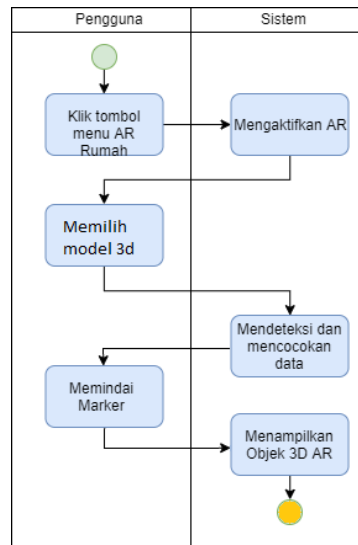 Pengguna
Sistem
Klik tombol
menu AR
Rumah
Mengaktifkan AR
Memilih
model 3d
Mendeteksi dan
mencocokan
data
Memindai
Marker
Menampilkan
Objek 3D AR